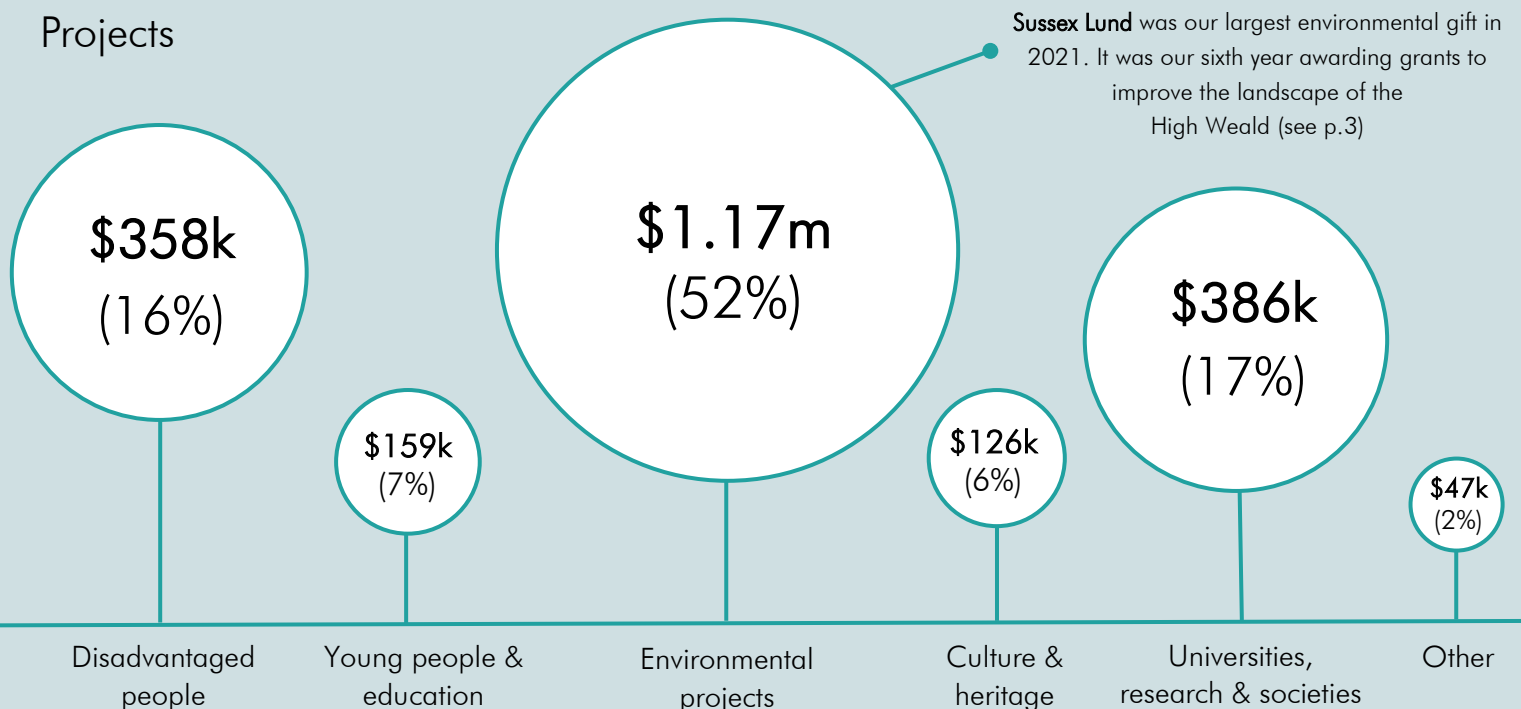 Projects
Sussex Lund was our largest environmental gift in
2021. It was our sixth year awarding grants to
improve the landscape of the
High Weald (see p.3)
$358k
(16%)
$159k
(7%)
$1.17m
(52%)
$126k
(6%)
$386k
(17%)
$47k
(2%)
Disadvantaged
people
Young people &
education
Environmental
projects
Culture &
heritage
Universities,
research & societies
Other